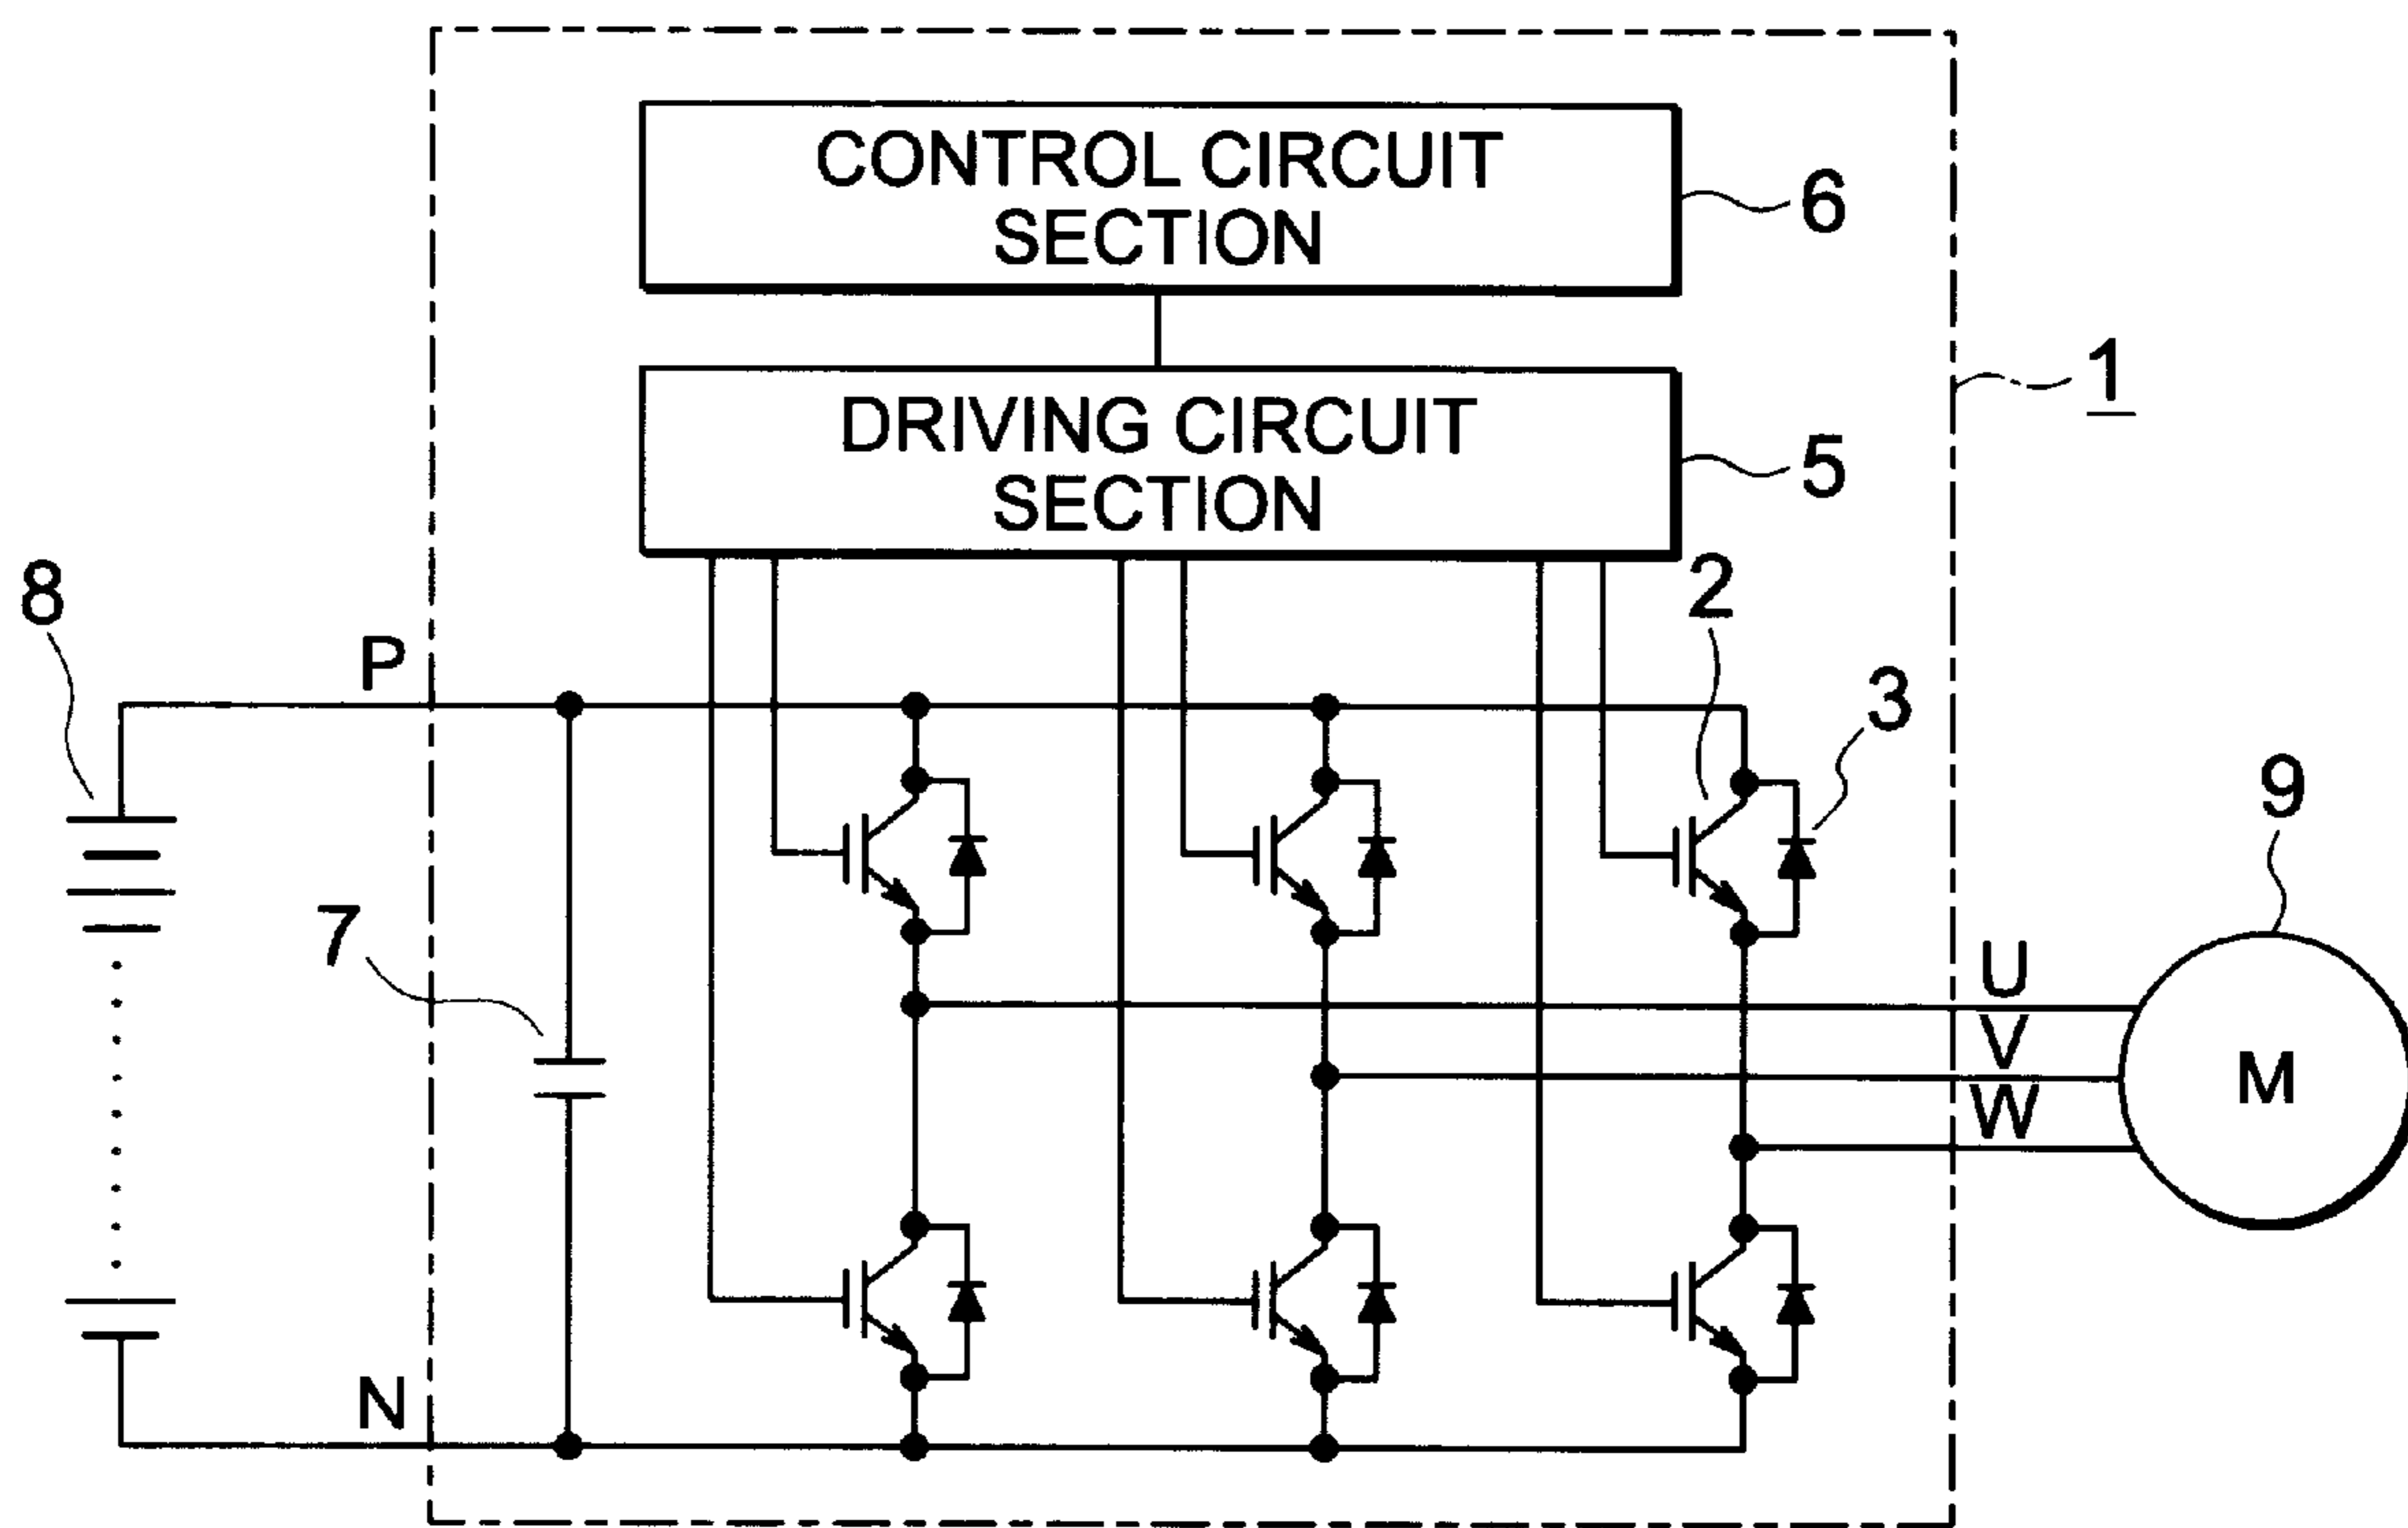 CONTROL CIRCUIT
SECTION
6
1
DRIVING CIRCUIT
SECTION
5
2
8
P
3
9
7
U
V
M
W
N